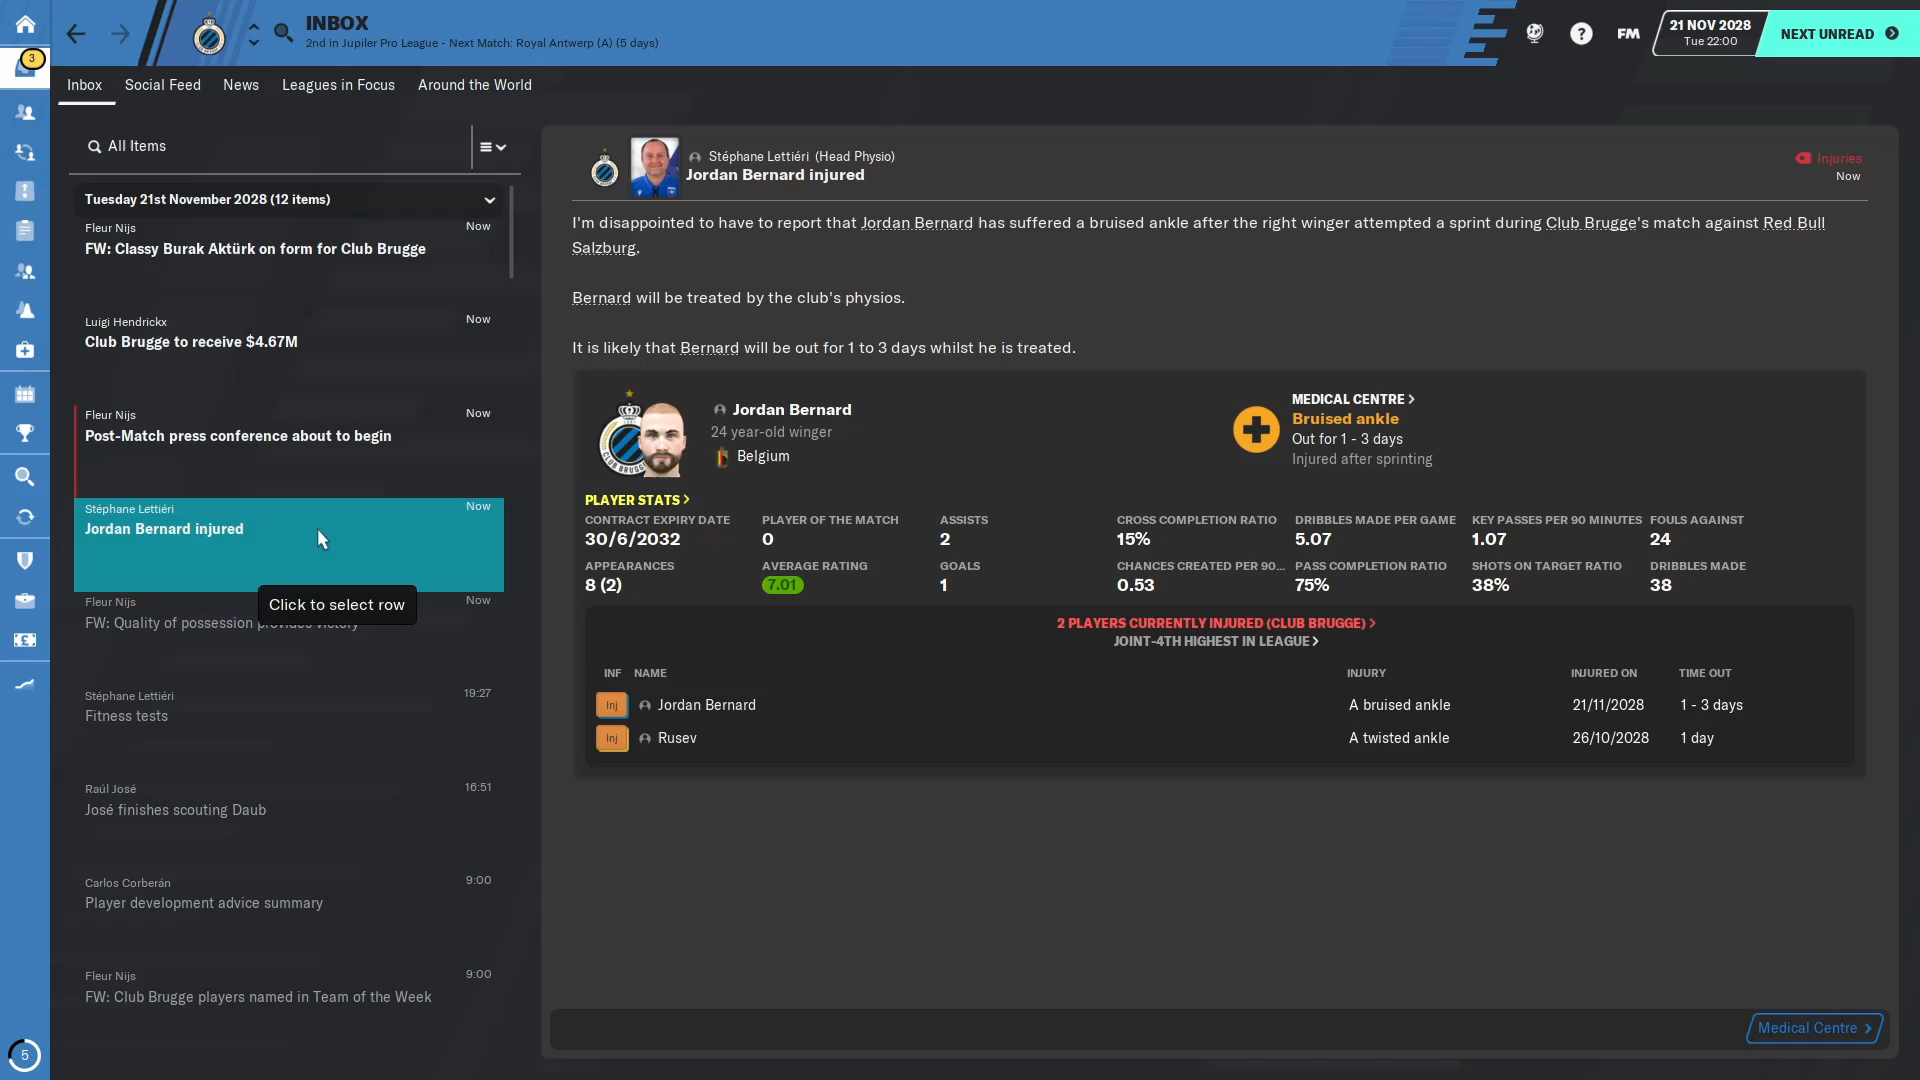 INBOX
2nd in Jupiler Pro League - Next Match: Royal Antwerp (A) (5 days)
3
FM
21 NOV 2028
Tue 22:00
NEXT UNREAD
Inbox
Social Feed
News
Leagues in Focus
Around the World
All Items
Tuesday 21st November 2028 (12 items)
Fleur Nijs
Now
FW: Classy Burak Aktürk on form for Club Brugge
Luigi Hendrickx
Now
Club Brugge to receive $4.67M
Fleur Nijs
Now
Post-Match press conference about to begin
Stéphane Lettiéri
Now
Jordan Bernard injured
Click to select row
Fleur Nijs
Now
FW: Quality of possession provides victory
Stéphane Lettiéri
19:27
Fitness tests
Raúl José
16:51
José finishes scouting Daub
Carlos Corberán
9:00
Player development advice summary
Fleur Nijs
9:00
FW: Club Brugge players named in Team of the Week
5
Stéphane Lettiéri (Head Physio)
Jordan Bernard injured
Injuries
Now
I'm disappointed to have to report that Jordan Bernard has suffered a bruised ankle after the right winger attempted a sprint during Club Brugge's match against Red Bull
Salzburg.
Bernard will be treated by the club's physios.
It is likely that Bernard will be out for 1 to 3 days whilst he is treated.
Jordan Bernard
24 year-old winger
Belgium
MEDICAL CENTRE
Bruised ankle
Out for 1 - 3 days
Injured after sprinting
PLAYER STATS
CONTRACT EXPIRY DATE PLAYER OF THE MATCH ASSISTS CROSS COMPLETION RATIO DRIBBLES MADE PER GAME KEY PASSES PER 90 MINUTES FOULS AGAINST
30/6/2032 0 2 15% 5.07 1.07 24
APPEARANCES AVERAGE RATING GOALS CHANCES CREATED PER 90... PASS COMPLETION RATIO SHOTS ON TARGET RATIO DRIBBLES MADE
8 (2) 7.01 1 0.53 75% 38% 38
2 PLAYERS CURRENTLY INJURED (CLUB BRUGGE)
JOINT-4TH HIGHEST IN LEAGUE
INF NAME INJURY INJURED ON TIME OUT
Inj Jordan Bernard A bruised ankle 21/11/2028 1 - 3 days
Inj Rusev A twisted ankle 26/10/2028 1 day
Medical Centre